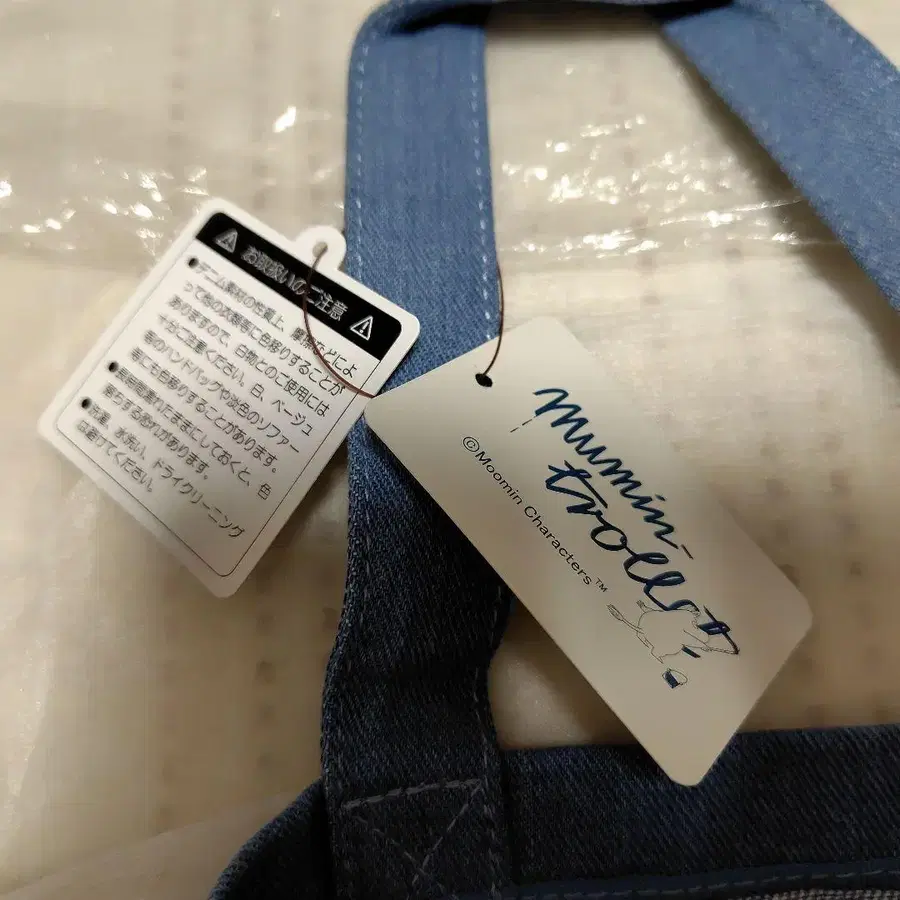 お取扱いのご注意
●デニム素材の性質上、摩擦などによ
って他の衣類等に色移りすることが
ありますので、白物とのご使用には
十分ご注意ください。白、ベージュ
等のハンドバックや淡色のソファー
等にも色移りすることがあります。
●長時間濡れたままにしておくと、色
落ちする恐れがあります。
●洗濯、水洗い、ドライクリーニング
は避けてください。
mumin-
trollet
©Moomin Characters™